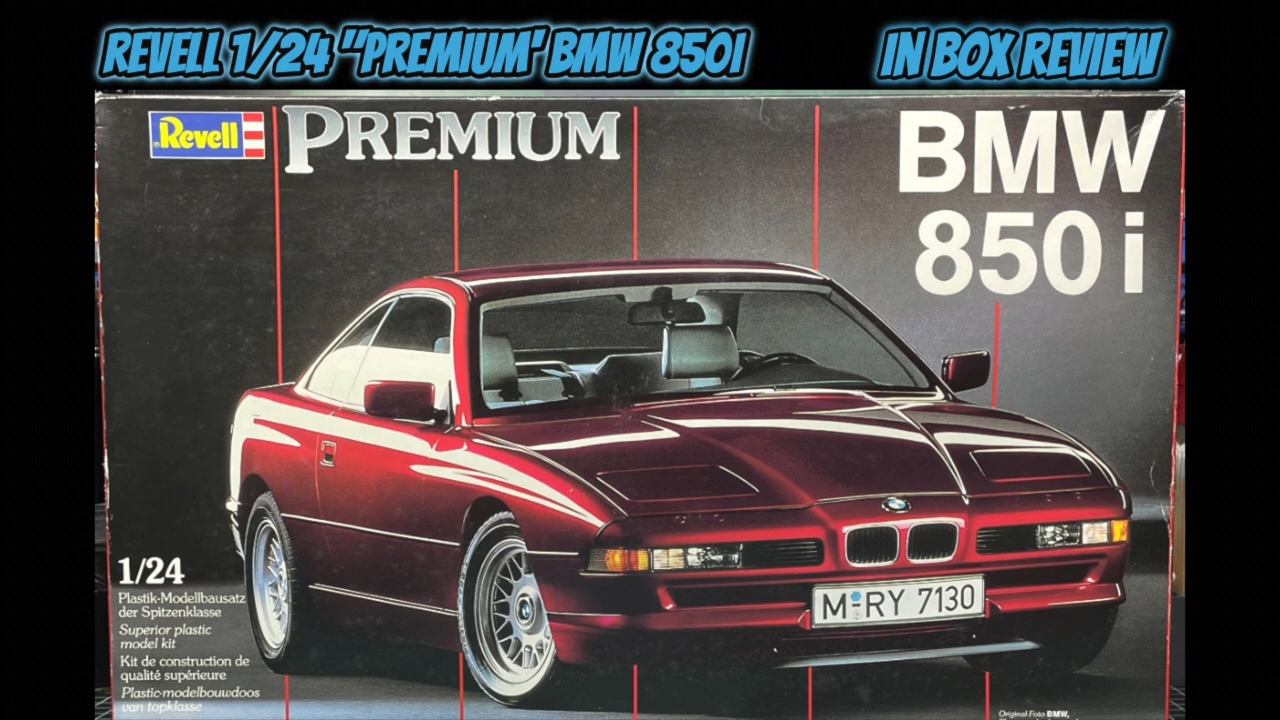 REVELL 1/24 "PREMIUM' BMW 850I
IN BOX REVIEW
Revell
PREMIUM
BMW
850i
1/24
Plastik-Modellbausatz
der Spitzenklasse
Superior plastic
model kit
Kit de construction de
qualité supérieure
Plastic-modelbouwdoos
van topklasse
M RY 7130
Original Foto BMW,